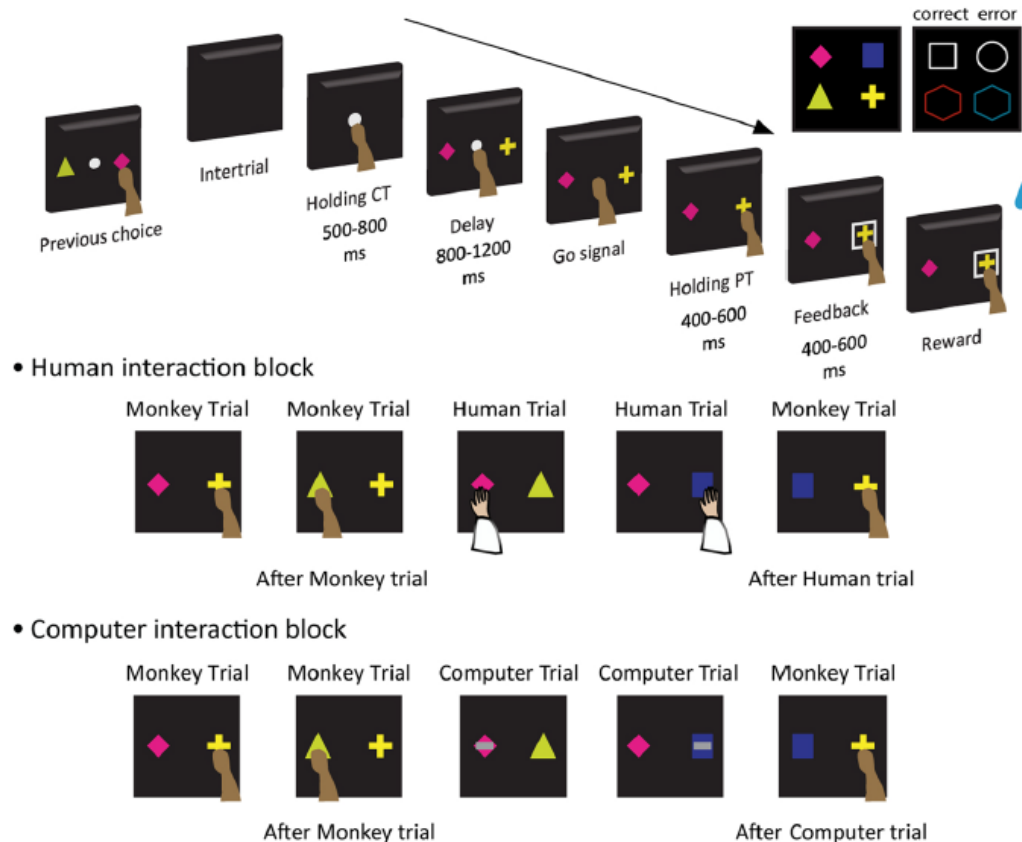 correct error
Previous choice
Intertrial
Holding CT
500-800
ms
Delay
800-1200
ms
Go signal
Holding PT
400-600
ms
Feedback
400-600
ms
Reward
• Human interaction block
Monkey Trial Monkey Trial Human Trial Human Trial Monkey Trial
After Monkey trial After Human trial
• Computer interaction block
Monkey Trial Monkey Trial Computer Trial Computer Trial Monkey Trial
After Monkey trial After Computer trial